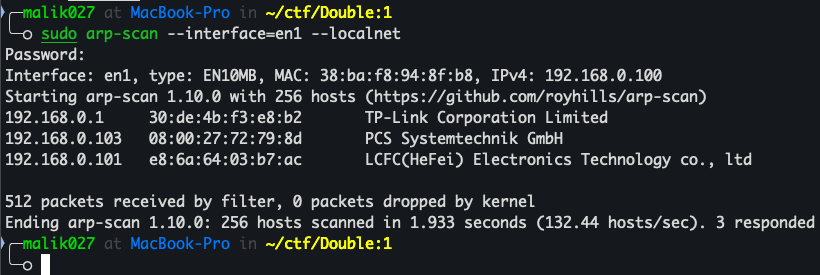 malik027 at MacBook-Pro in ~/ctf/Double:1
sudo arp-scan --interface=en1 --localnet
Password:
Interface: en1, type: EN10MB, MAC: 38:ba:f8:94:8f:b8, IPv4: 192.168.0.100
Starting arp-scan 1.10.0 with 256 hosts (https://github.com/royhills/arp-scan)
192.168.0.1 30:de:4b:f3:e8:b2 TP-Link Corporation Limited
192.168.0.103 08:00:27:72:79:8d PCS Systemtechnik GmbH
192.168.0.101 e8:6a:64:03:b7:ac LCFC(HeFei) Electronics Technology co., ltd
512 packets received by filter, 0 packets dropped by kernel
Ending arp-scan 1.10.0: 256 hosts scanned in 1.933 seconds (132.44 hosts/sec). 3 responded
malik027 at MacBook-Pro in ~/ctf/Double:1